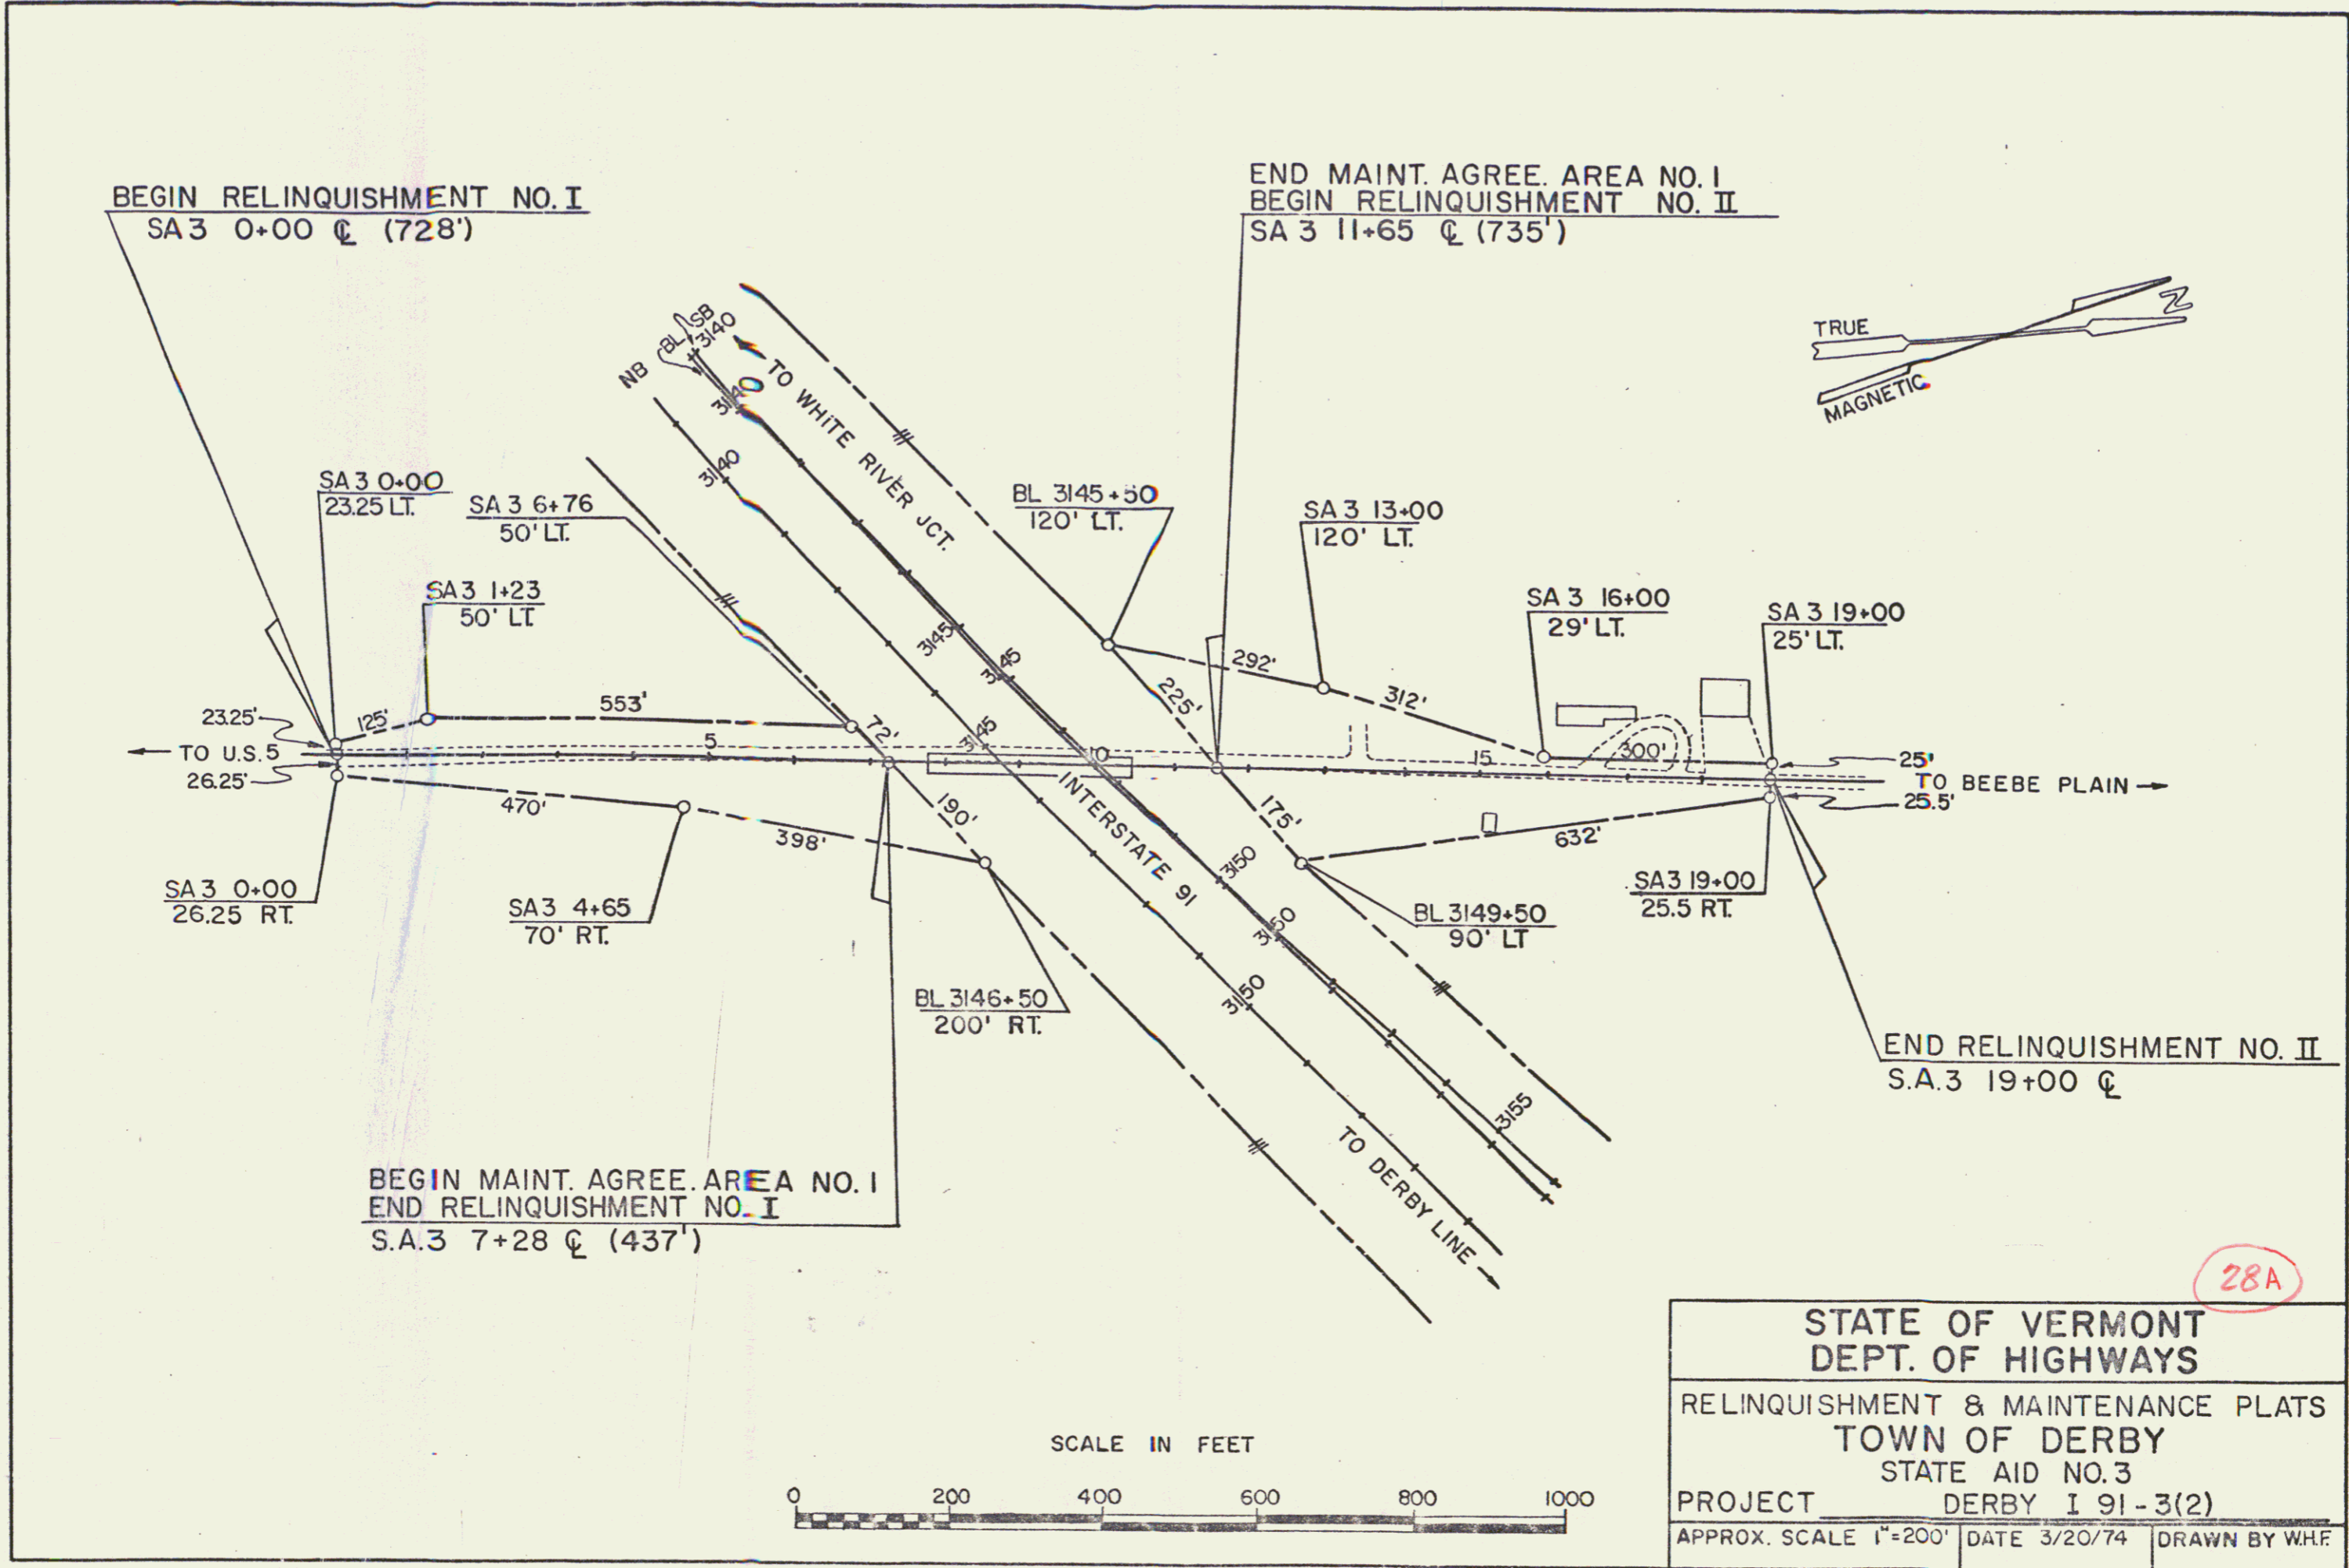 BEGIN RELINQUISHMENT NO. I
SA 3 0+00 ℄ (728')
END MAINT. AGREE. AREA NO. 1
BEGIN RELINQUISHMENT NO. II
SA 3 11+65 ℄ (735')
TRUE
N
MAGNETIC
SB
BL
NB
3140
3140
3140
TO WHITE RIVER JCT.
SA 3 0+00
23.25 LT.
SA 3 6+76
50' LT.
BL 3145+50
120' LT.
SA 3 13+00
120' LT.
SA 3 1+23
50' LT.
SA 3 16+00
29' LT.
SA 3 19+00
25' LT.
3145
3145
3145
292'
225'
312'
23.25'
125'
553'
72'
TO U.S.5
5
10
15
300'
25'
26.25'
TO BEEBE PLAIN
25.5'
470'
398'
190'
INTERSTATE 91
175'
632'
3150
3150
3150
SA 3 0+00
26.25 RT.
SA 3 4+65
70' RT.
BL 3149+50
90' LT
SA3 19+00
25.5 RT.
BL 3146+50
200' RT.
END RELINQUISHMENT NO. II
S.A.3 19+00 ℄
3155
TO DERBY LINE
BEGIN MAINT. AGREE. AREA NO. 1
END RELINQUISHMENT NO. I
S.A.3 7+28 ℄ (437')
28A
STATE OF VERMONT
DEPT. OF HIGHWAYS
RELINQUISHMENT & MAINTENANCE PLATS
TOWN OF DERBY
STATE AID NO.3
PROJECT DERBY I 91-3(2)
APPROX. SCALE 1"=200' DATE 3/20/74 DRAWN BY W.H.F.
SCALE IN FEET
0 200 400 600 800 1000